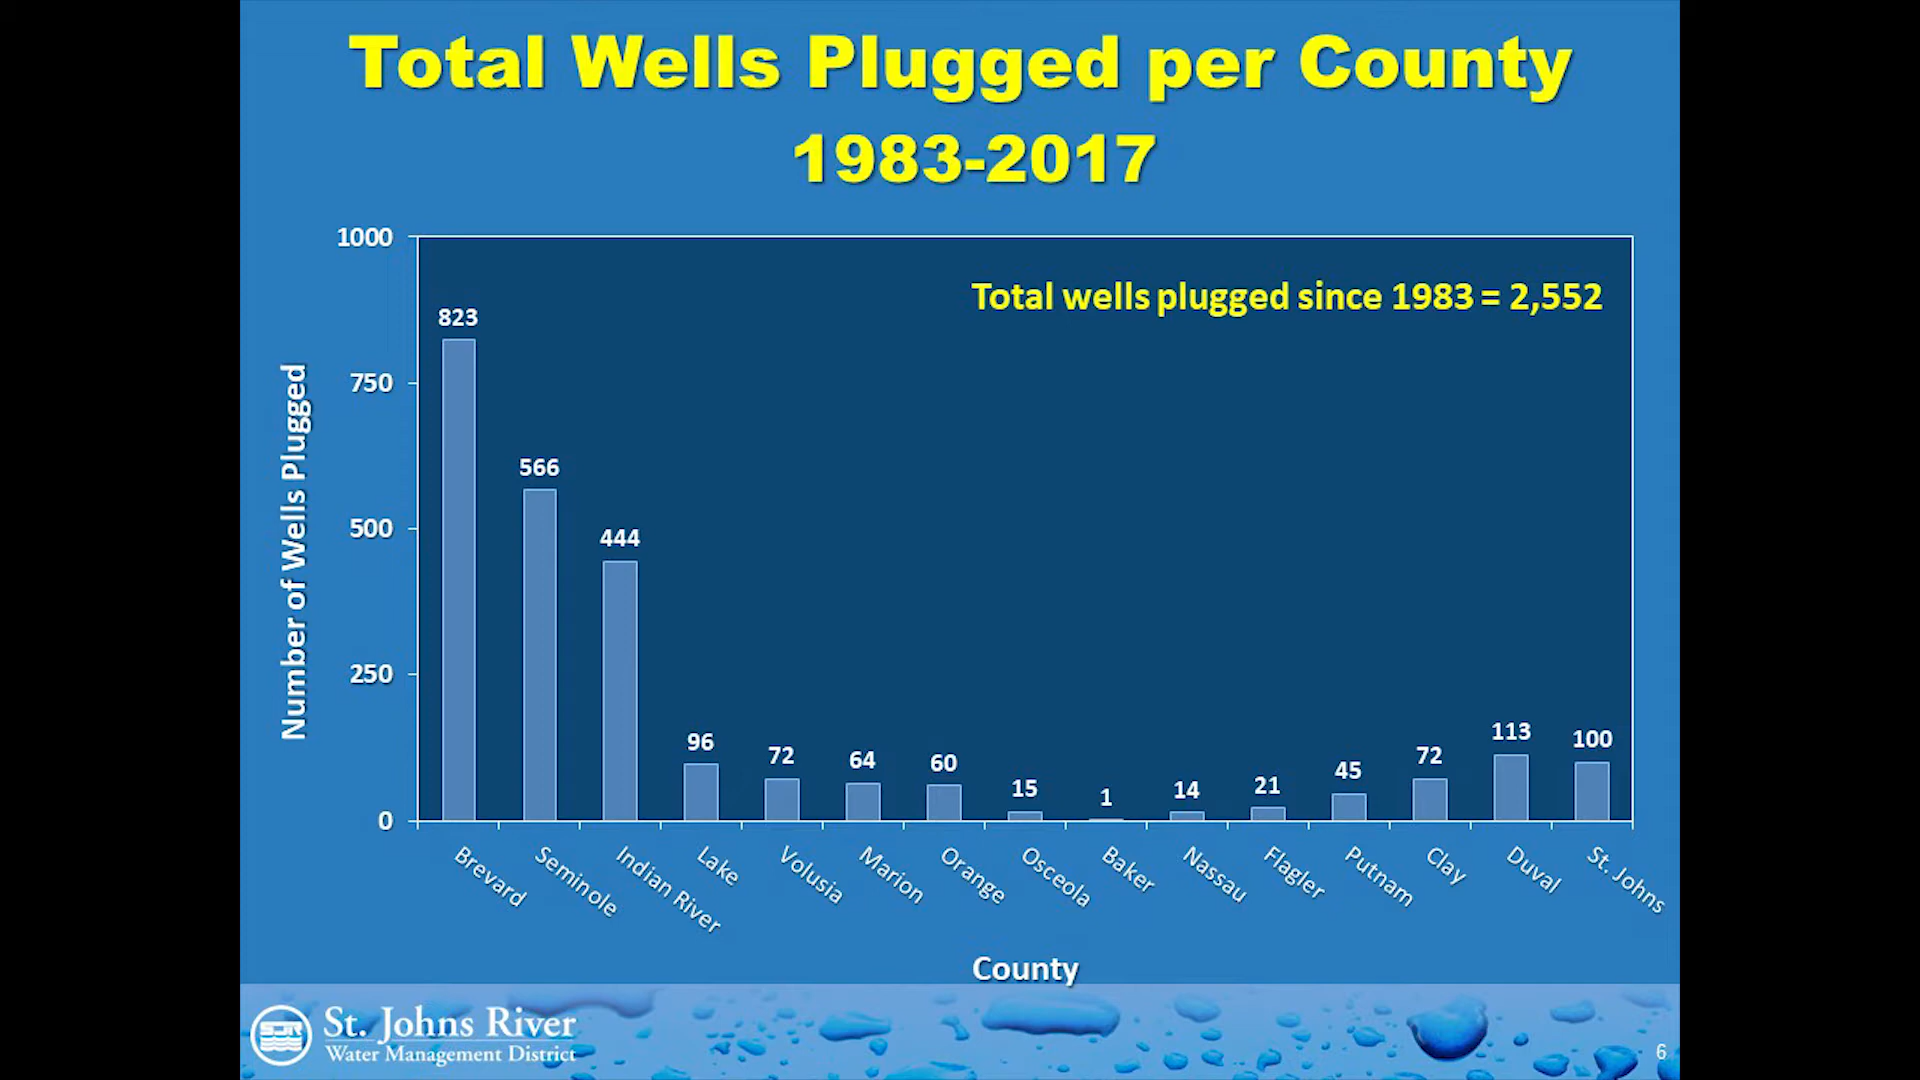 Total Wells Plugged per County
1983-2017
Total wells plugged since 1983 = 2,552
Number of Wells Plugged
1000
750
500
250
0
823
566
444
96
72
64
60
15
1
14
21
45
72
113
100
Brevard
Seminole
Indian River
Lake
Volusia
Marion
Orange
Osceola
Baker
Nassau
Flagler
Putnam
Clay
Duval
St. Johns
County
SJR
St. Johns River
Water Management District
6